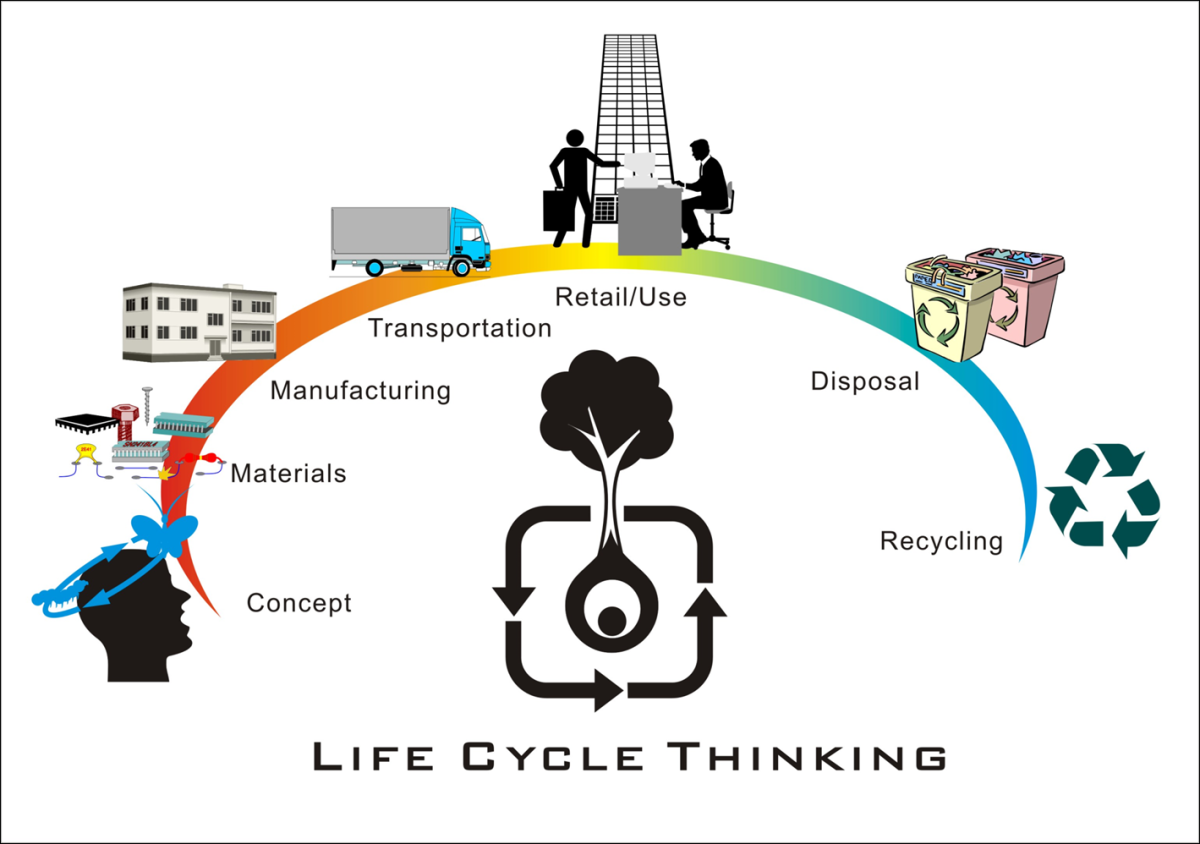 Retail/Use
Transportation
Manufacturing
Disposal
Materials
Recycling
Concept
LIFE CYCLE THINKING